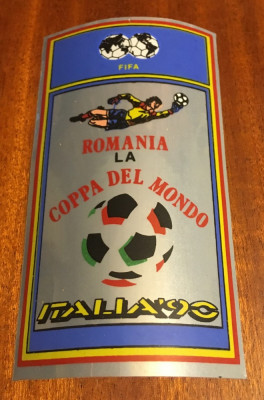 FIFA
ROMANIA
LA
COPPA DEL MONDO
ITALIA'90